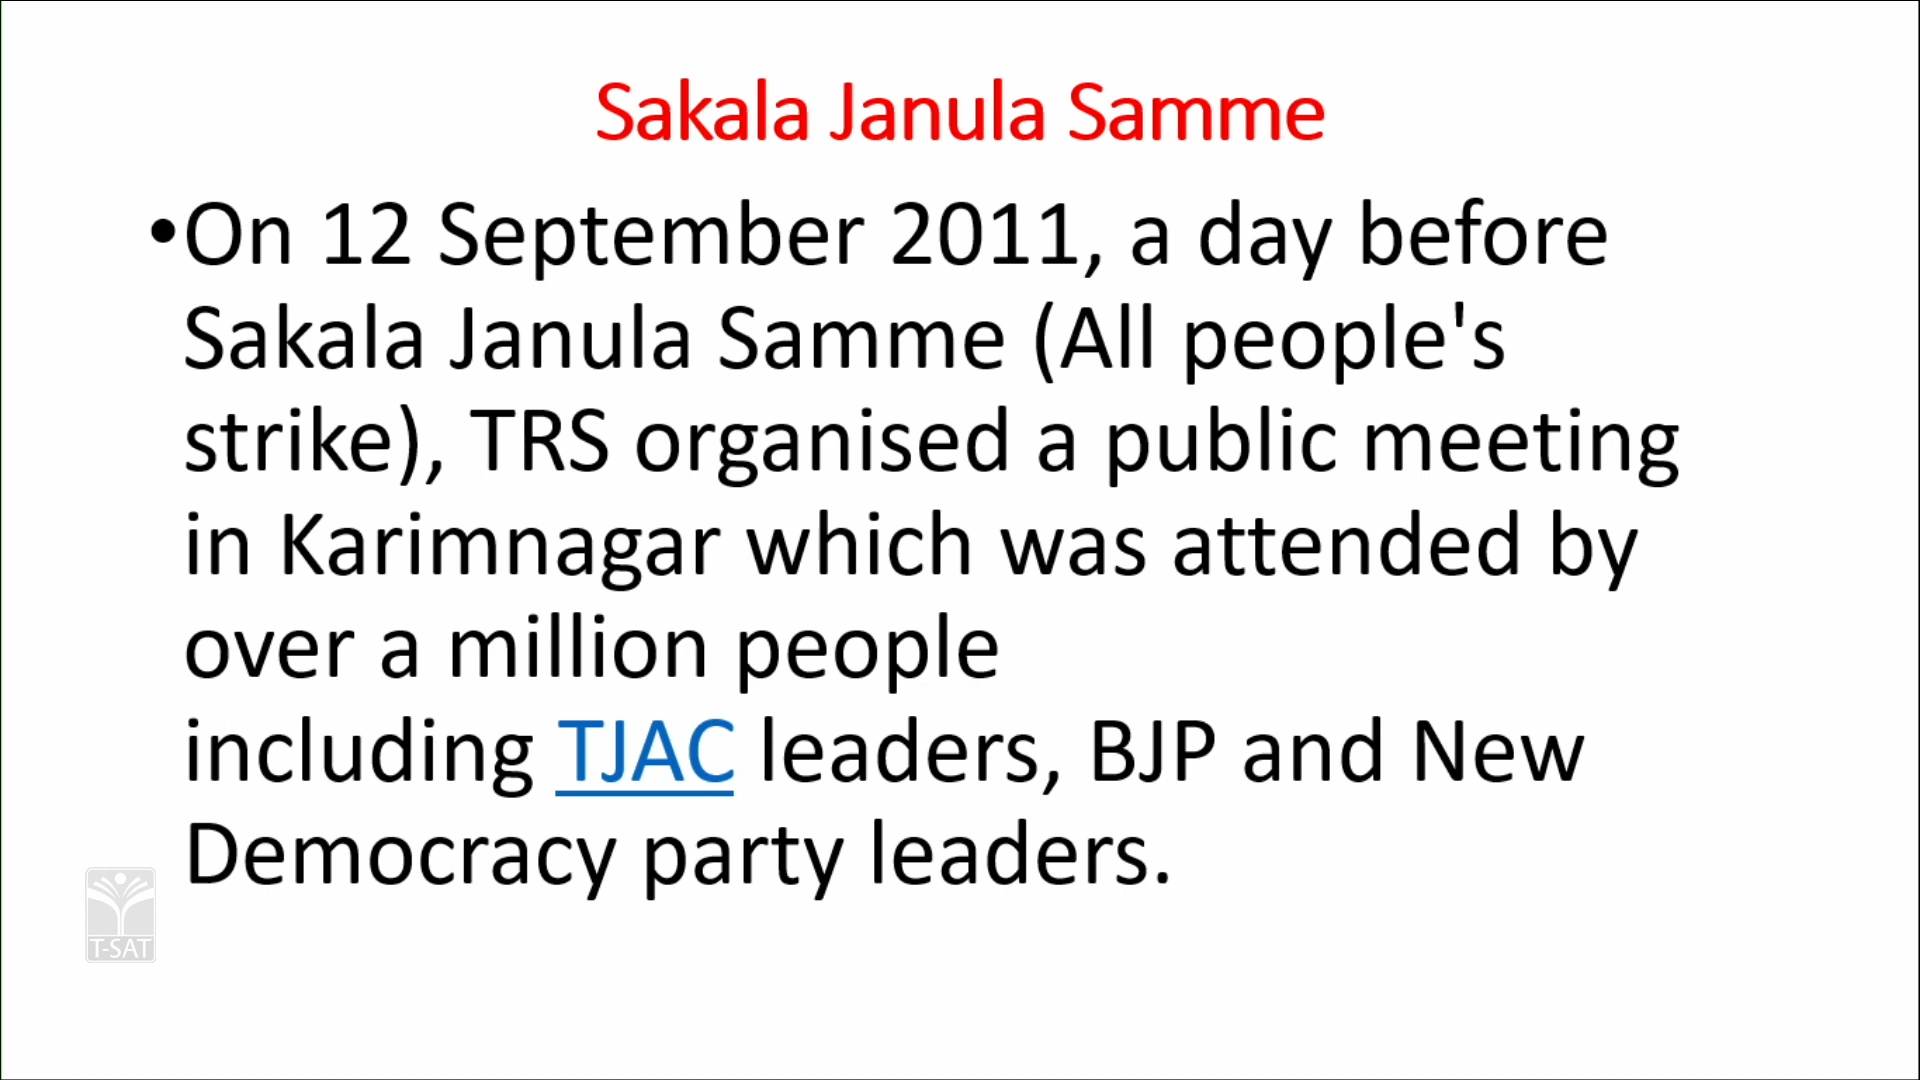 Sakala Janula Samme
•On 12 September 2011, a day before
Sakala Janula Samme (All people's
strike), TRS organised a public meeting
in Karimnagar which was attended by
over a million people
including TJAC leaders, BJP and New
Democracy party leaders.
T-SAT